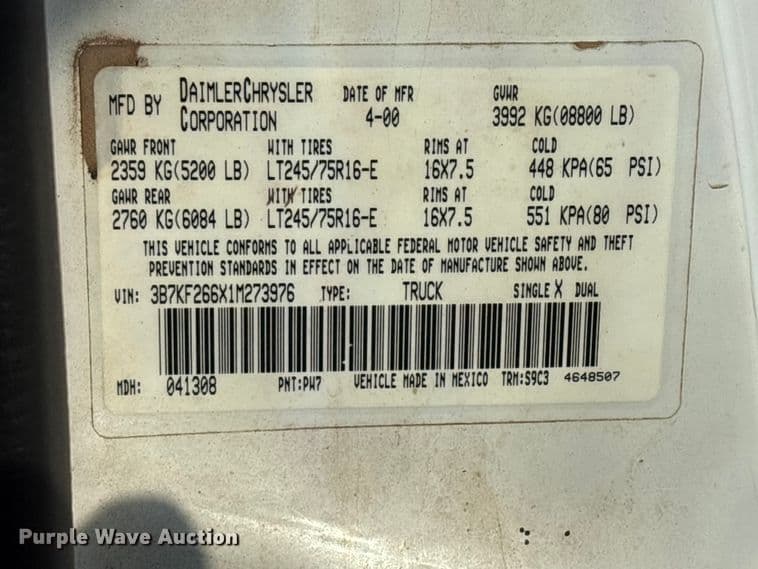 MFD BY DAIMLERCHRYSLER CORPORATION DATE OF MFR 4-00 GVWR 3992 KG(08800 LB)
GAWR FRONT WITH TIRES RIMS AT COLD
2359 KG(5200 LB) LT245/75R16-E 16X7.5 448 KPA(65 PSI)
GAWR REAR WITH TIRES RIMS AT COLD
2760 KG(6084 LB) LT245/75R16-E 16X7.5 551 KPA(80 PSI)
THIS VEHICLE CONFORMS TO ALL APPLICABLE FEDERAL MOTOR VEHICLE SAFETY AND THEFT
PREVENTION STANDARDS IN EFFECT ON THE DATE OF MANUFACTURE SHOWN ABOVE.
VIN: 3B7KF266X1M273976 TYPE: TRUCK SINGLE X DUAL
MDH: 041308 PNT:PW7 VEHICLE MADE IN MEXICO TRM:S9C3 4648507
Purple Wave Auction